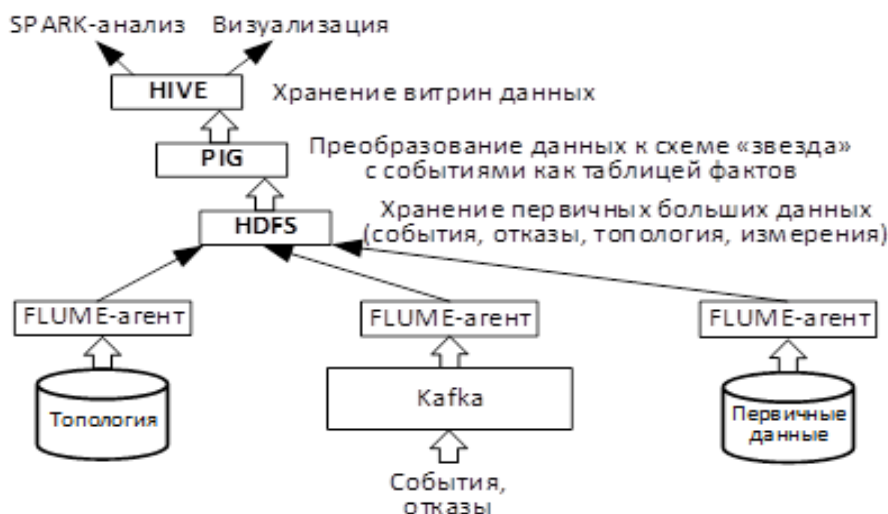 SPARK-анализ Визуализация
HIVE
Хранение витрин данных
PIG
Преобразование данных к схеме «звезда»
с событиями как таблицей фактов
HDFS
Хранение первичных больших данных
(события, отказы, топология, измерения)
FLUME-агент
FLUME-агент
FLUME-агент
Топология
Kafka
Первичные
данные
События,
отказы